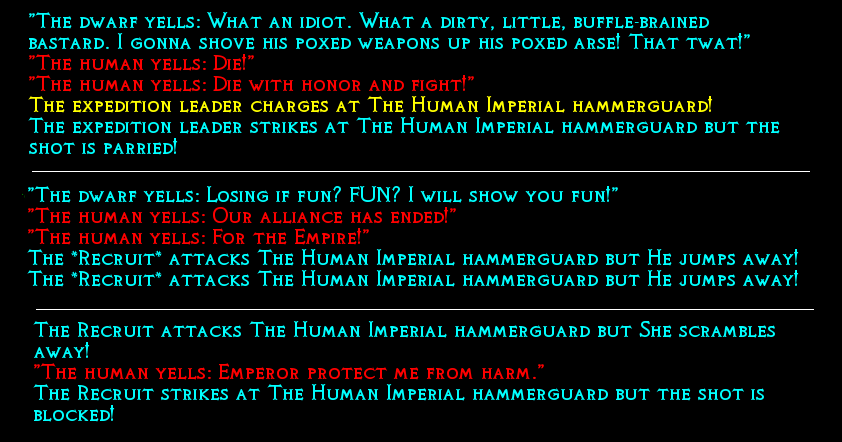 "The dwarf yells: What an idiot. What a dirty, little, buffle-brained
bastard. I gonna shove his poxed weapons up his poxed arse! That twat!"
"The human yells: Die!"
"The human yells: Die with honor and fight!"
The expedition leader charges at The Human Imperial hammerguard!
The expedition leader strikes at The Human Imperial hammerguard but the
shot is parried!
"The dwarf yells: Losing if fun? FUN? I will show you fun!"
"The human yells: Our alliance has ended!"
"The human yells: For the Empire!"
The *Recruit* attacks The Human Imperial hammerguard but He jumps away!
The *Recruit* attacks The Human Imperial hammerguard but He jumps away!
The Recruit attacks The Human Imperial hammerguard but She scrambles
away!
"The human yells: Emperor protect me from harm."
The Recruit strikes at The Human Imperial hammerguard but the shot is
blocked!